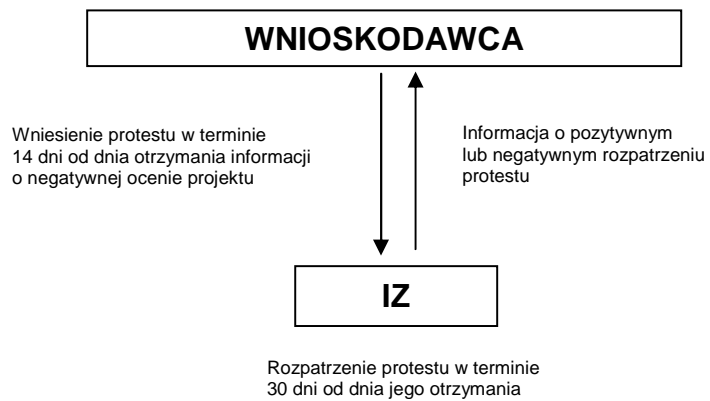 WNIOSKODAWCA
Wniesienie protestu w terminie
14 dni od dnia otrzymania informacji
o negatywnej ocenie projektu
Informacja o pozytywnym
lub negatywnym rozpatrzeniu
protestu
IZ
Rozpatrzenie protestu w terminie
30 dni od dnia jego otrzymania